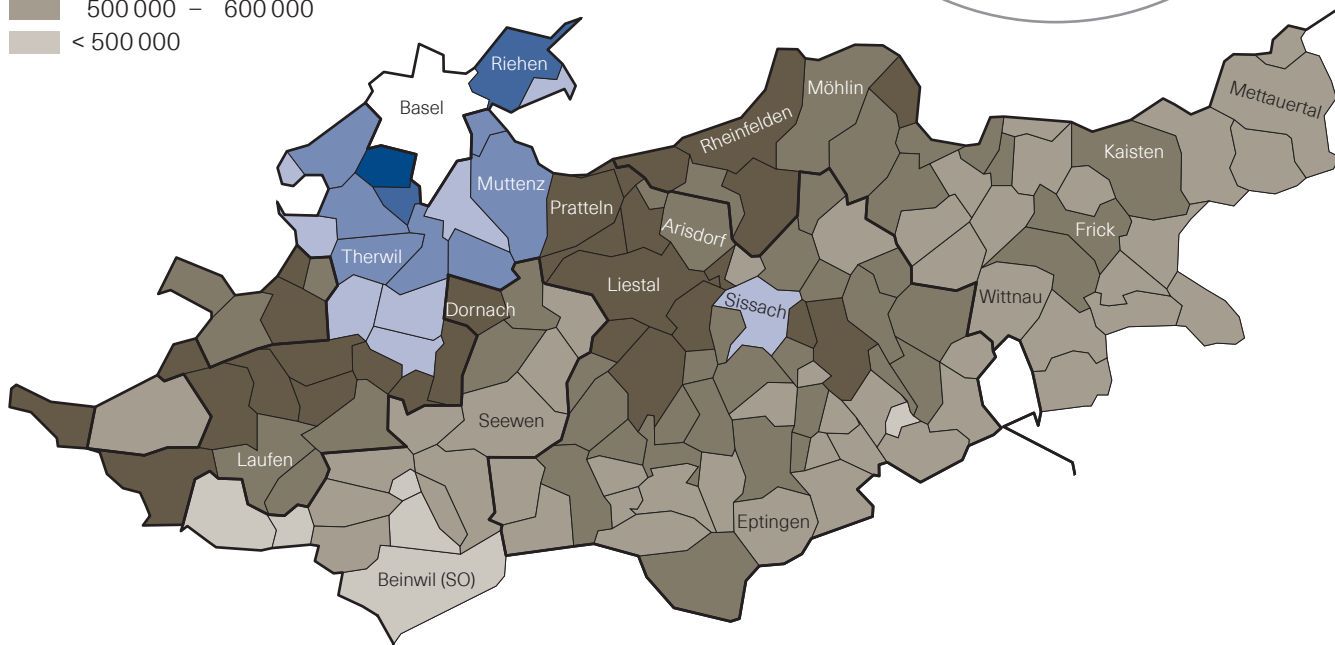 500 000 – 600 000
< 500 000
Riehen
Basel
Möhlin
Mettauertal
Rheinfelden
Kaisten
Muttenz
Pratteln
Arisdorf
Frick
Therwil
Liestal
Wittnau
Sissach
Dornach
Seewen
Laufen
Eptingen
Beinwil (SO)